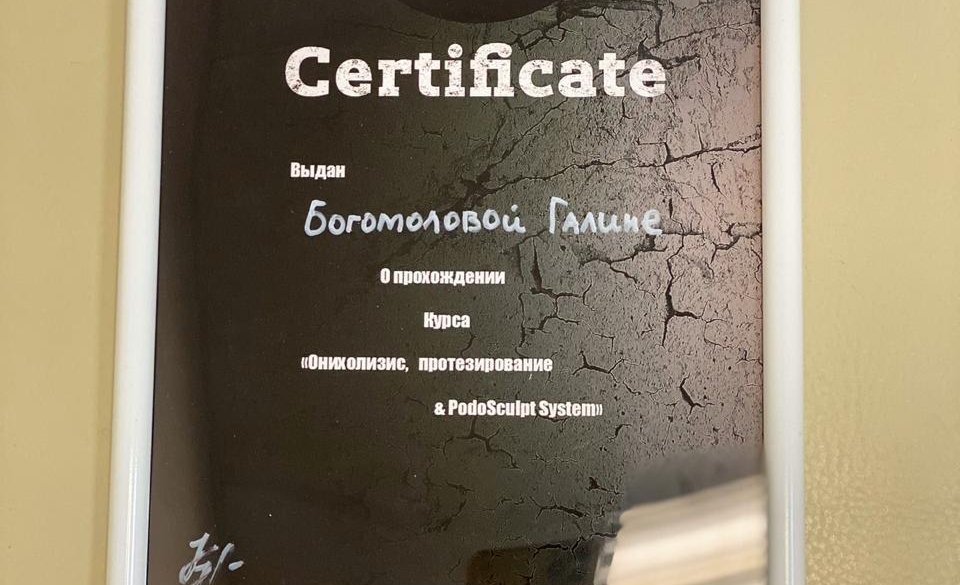 Certificate
Выдан
Богомоловой Галине
О прохождении
Курса
«Онихолизис, протезирование
& PodoSculpt System»